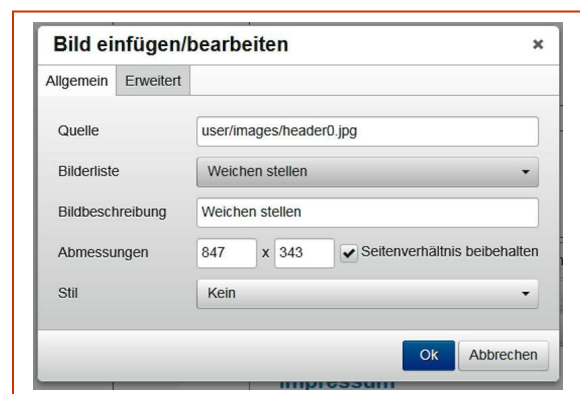 Bild einfügen/bearbeiten
Allgemein Erweitert
Quelle user/images/header0.jpg
Bilderliste Weichen stellen
Bildbeschreibung Weichen stellen
Abmessungen 847 x 343 Seitenverhältnis beibehalten
Stil Kein
Ok Abbrechen
Impressum